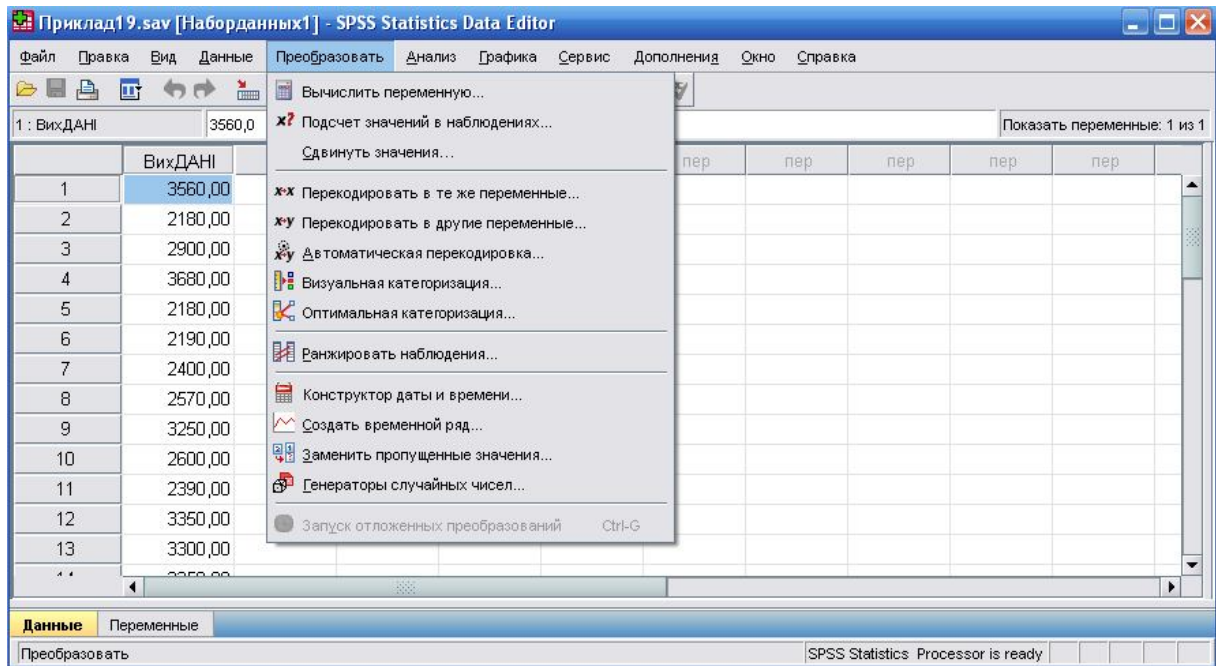 Приклад19.sav [Наборданных1] - SPSS Statistics Data Editor
Файл Правка Вид Данные Преобразовать Анализ Графика Сервис Дополнения Окно Справка
1 : ВихДАНІ 3560,0 Показать переменные: 1 из 1
ВихДАНІ пер пер пер пер пер
1 3560,00
2 2180,00
3 2900,00
4 3680,00
5 2180,00
6 2190,00
7 2400,00
8 2570,00
9 3250,00
10 2600,00
11 2390,00
12 3350,00
13 3300,00
Вычислить переменную...
Подсчет значений в наблюдениях...
Сдвинуть значения...
Перекодировать в те же переменные...
Перекодировать в другие переменные...
Автоматическая перекодировка...
Визуальная категоризация...
Оптимальная категоризация...
Ранжировать наблюдения...
Конструктор даты и времени...
Создать временной ряд...
Заменить пропущенные значения...
Генераторы случайных чисел...
Запуск отложенных преобразований Ctrl-G
Данные Переменные
Преобразовать SPSS Statistics Processor is ready